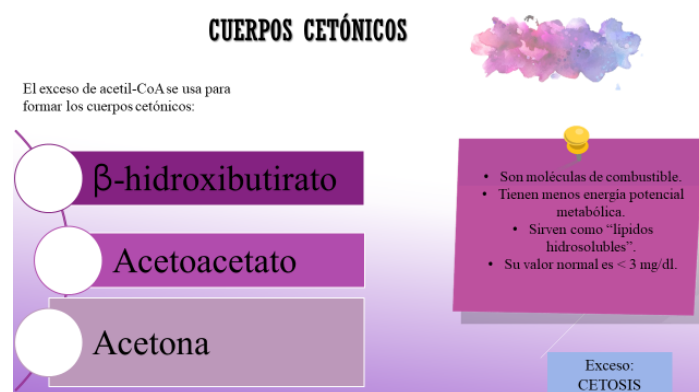 CUERPOS CETÓNICOS
El exceso de acetil-CoA se usa para
formar los cuerpos cetónicos:
β-hidroxibutirato
Acetoacetato
Acetona
• Son moléculas de combustible.
• Tienen menos energía potencial
metabólica.
• Sirven como “lípidos
hidrosolubles”.
• Su valor normal es < 3 mg/dl.
Exceso:
CETOSIS